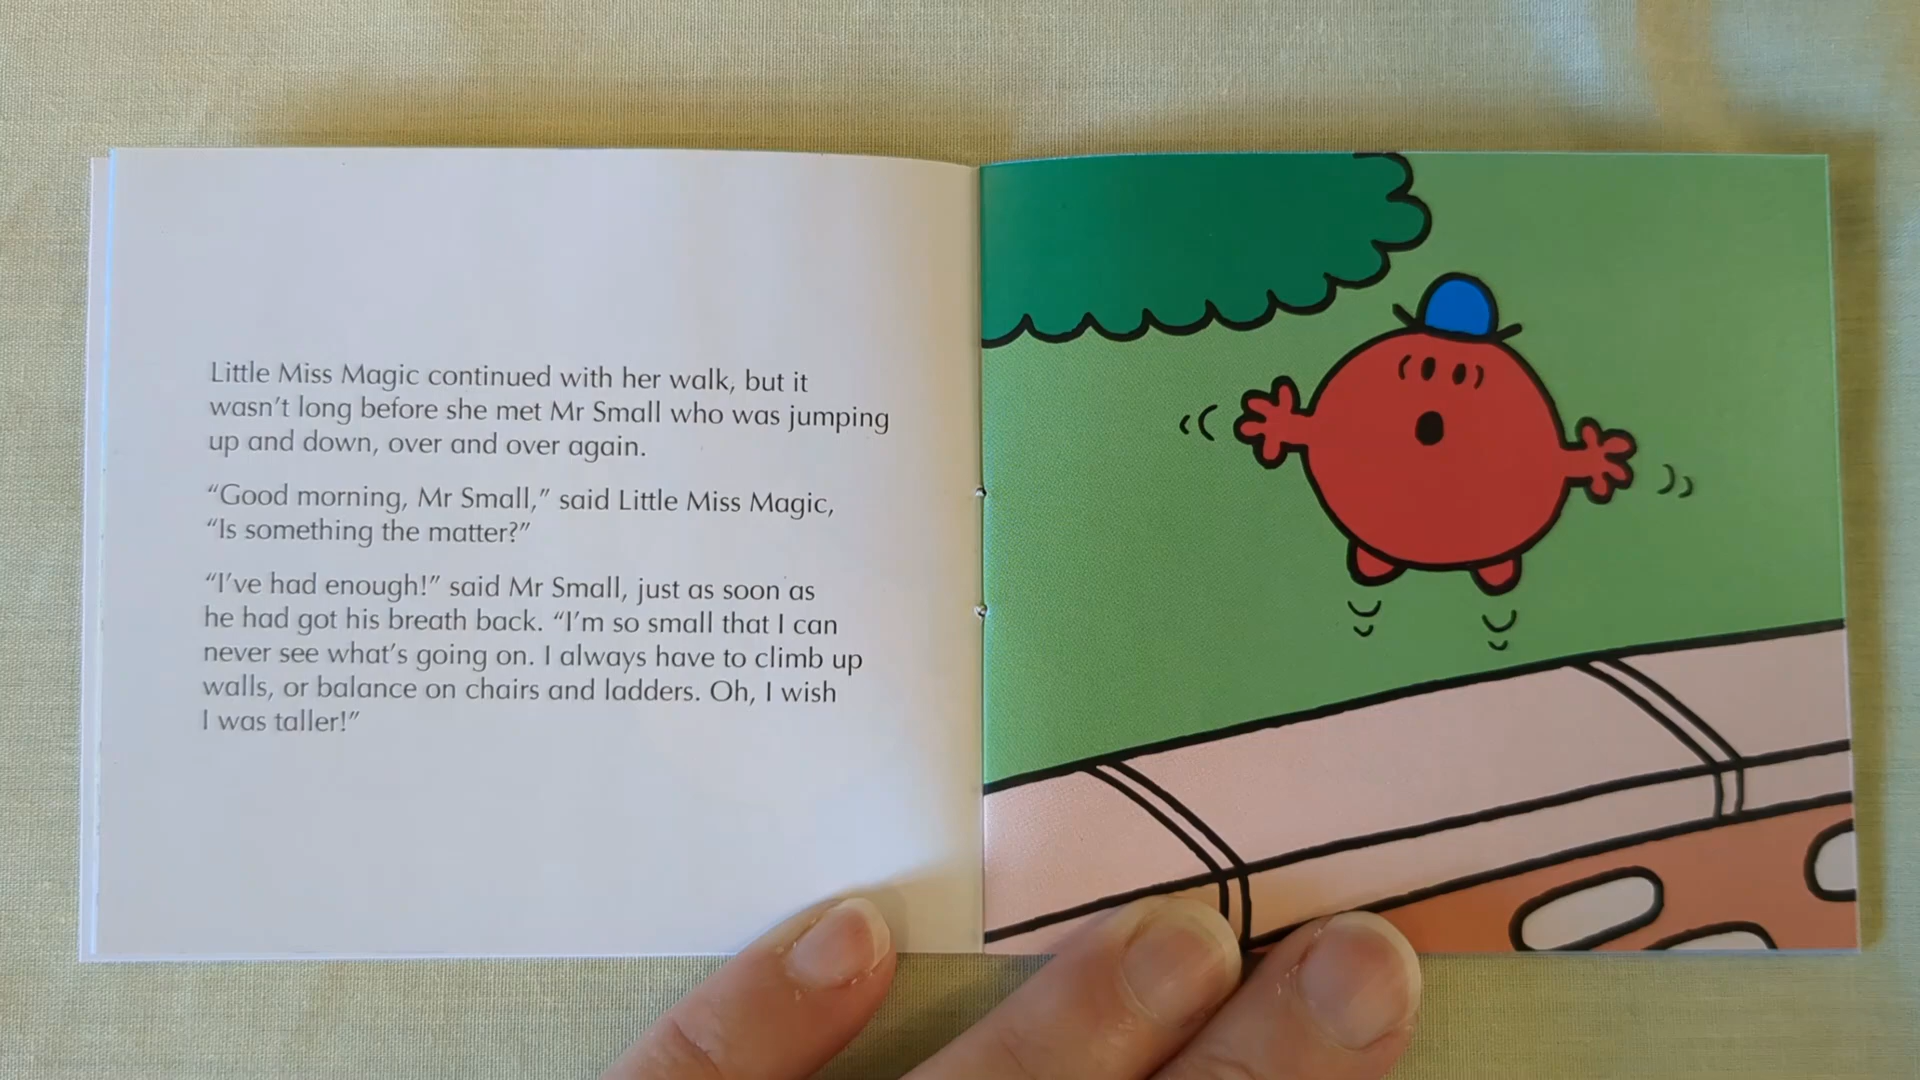 Little Miss Magic continued with her walk, but it
wasn't long before she met Mr Small who was jumping
up and down, over and over again.
“Good morning, Mr Small,” said Little Miss Magic,
“Is something the matter?”
“I've had enough!” said Mr Small, just as soon as
he had got his breath back. “I'm so small that I can
never see what's going on. I always have to climb up
walls, or balance on chairs and ladders. Oh, I wish
I was taller!”